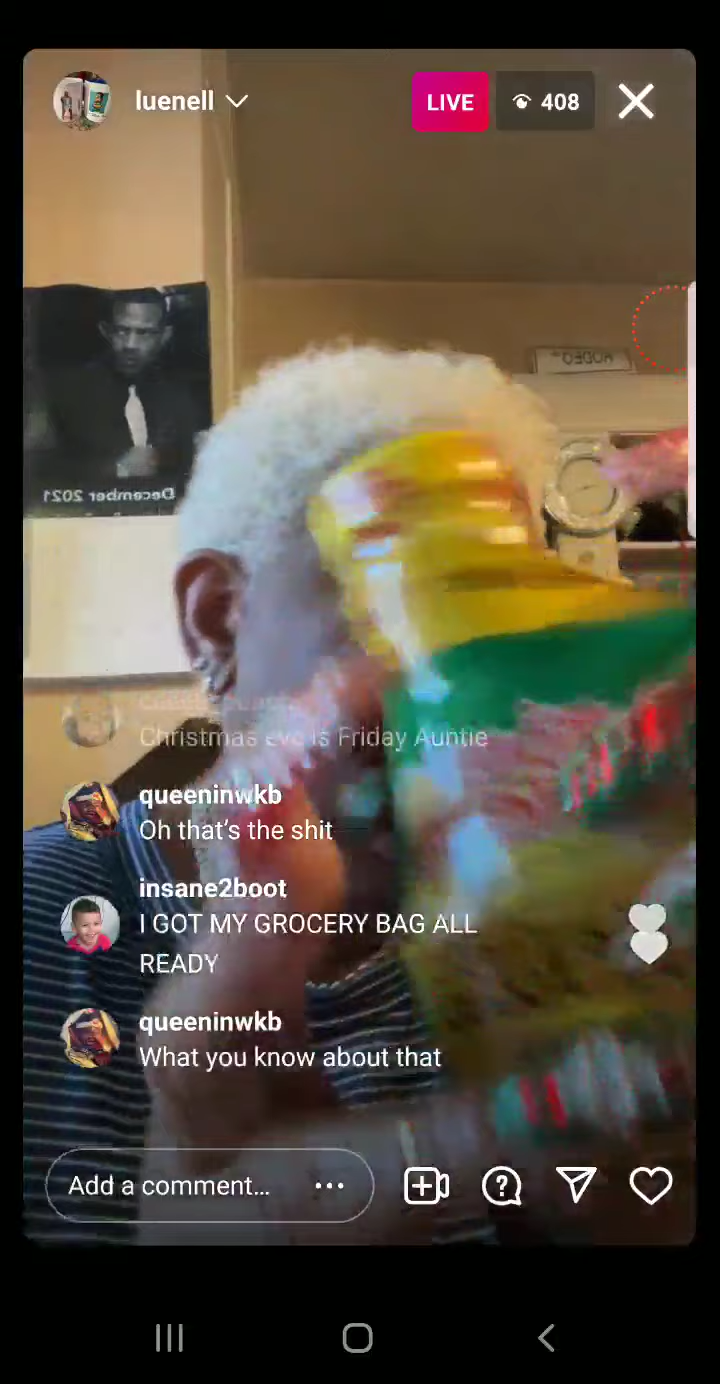 luenell
LIVE
408
"RODEO"
December 2021
Christmas eve is Friday Auntie
queeninwkb
Oh that's the shit
insane2boot
I GOT MY GROCERY BAG ALL
READY
queeninwkb
What you know about that
Add a comment...